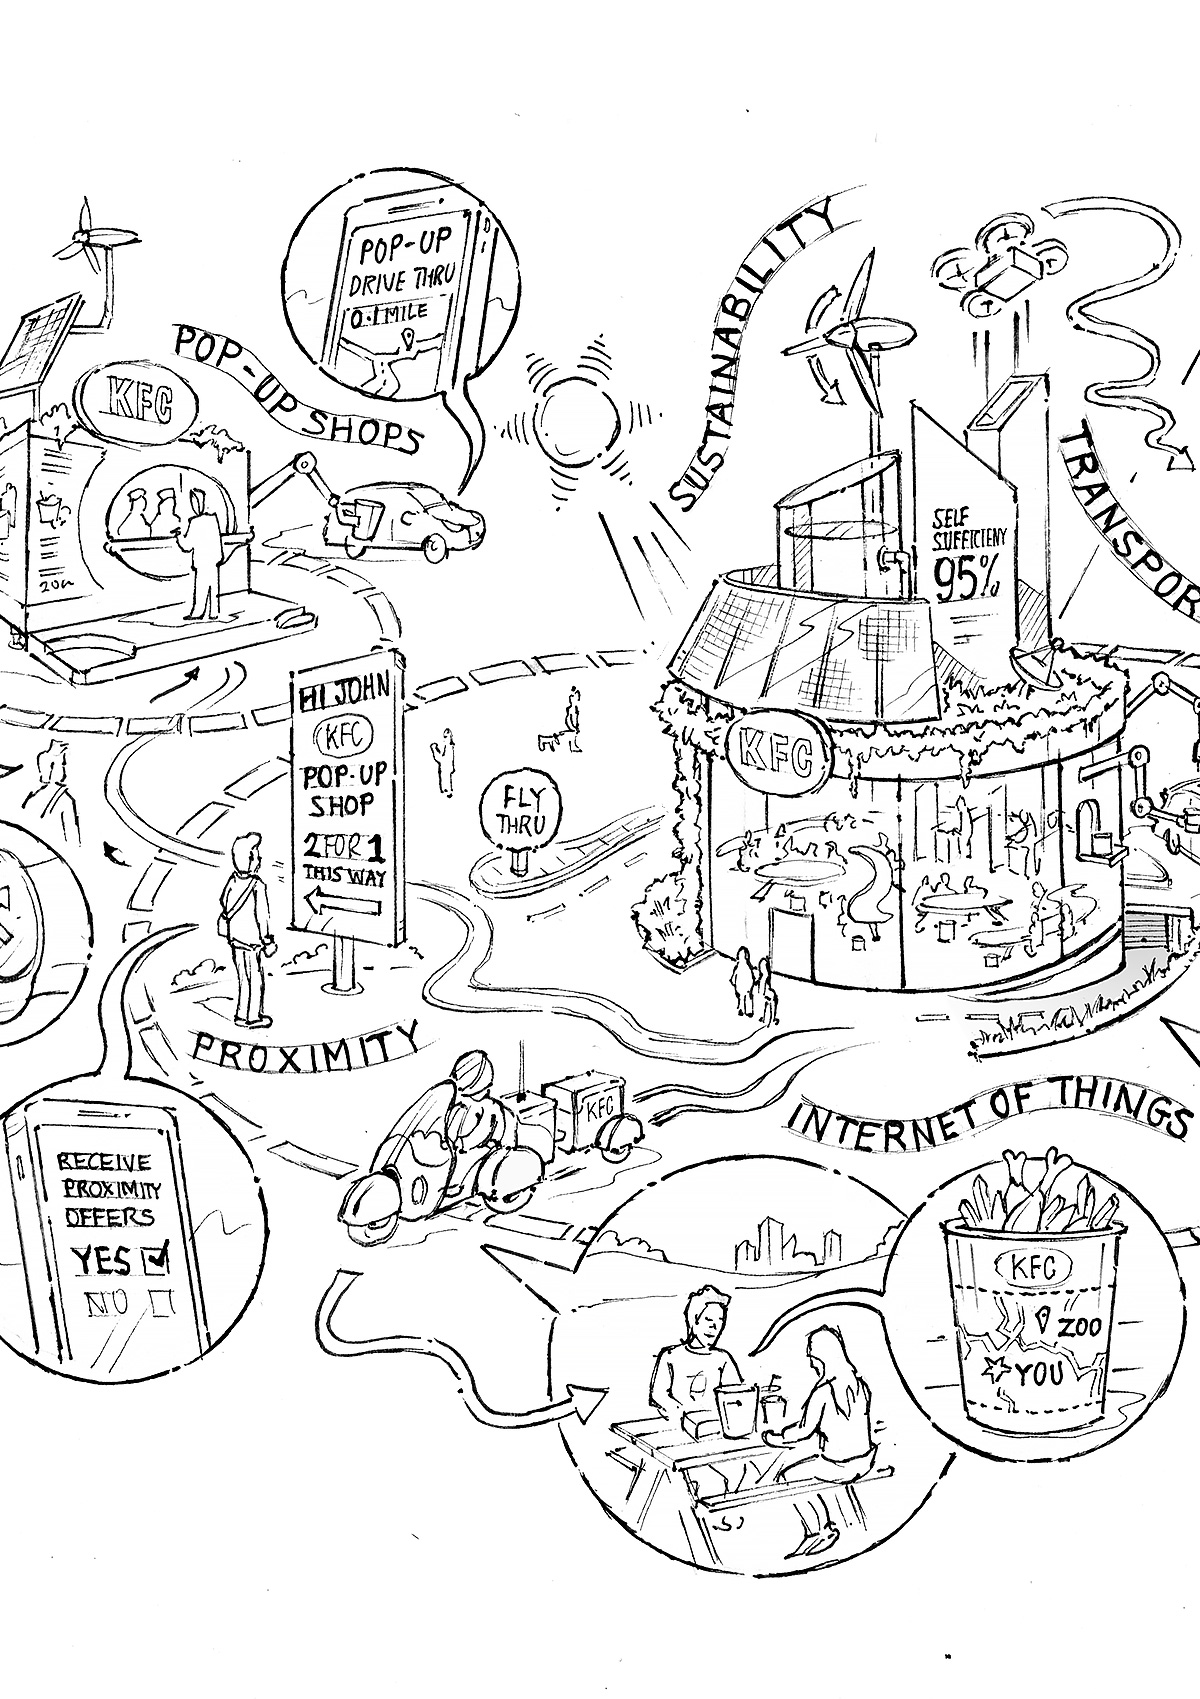 POP-UP
DRIVE THRU
0.1 MILE
SUSTAINABILITY
POP-UP SHOPS
KFC
TRANSPOR
SELF
SUFFICIENY
95%
HI JOHN
KFC
POP-UP
SHOP
2 FOR 1
THIS WAY
KFC
FLY
THRU
PROXIMITY
KFC
INTERNET OF THINGS
RECEIVE
PROXIMITY
OFFERS
YES
NO
KFC
ZOO
YOU